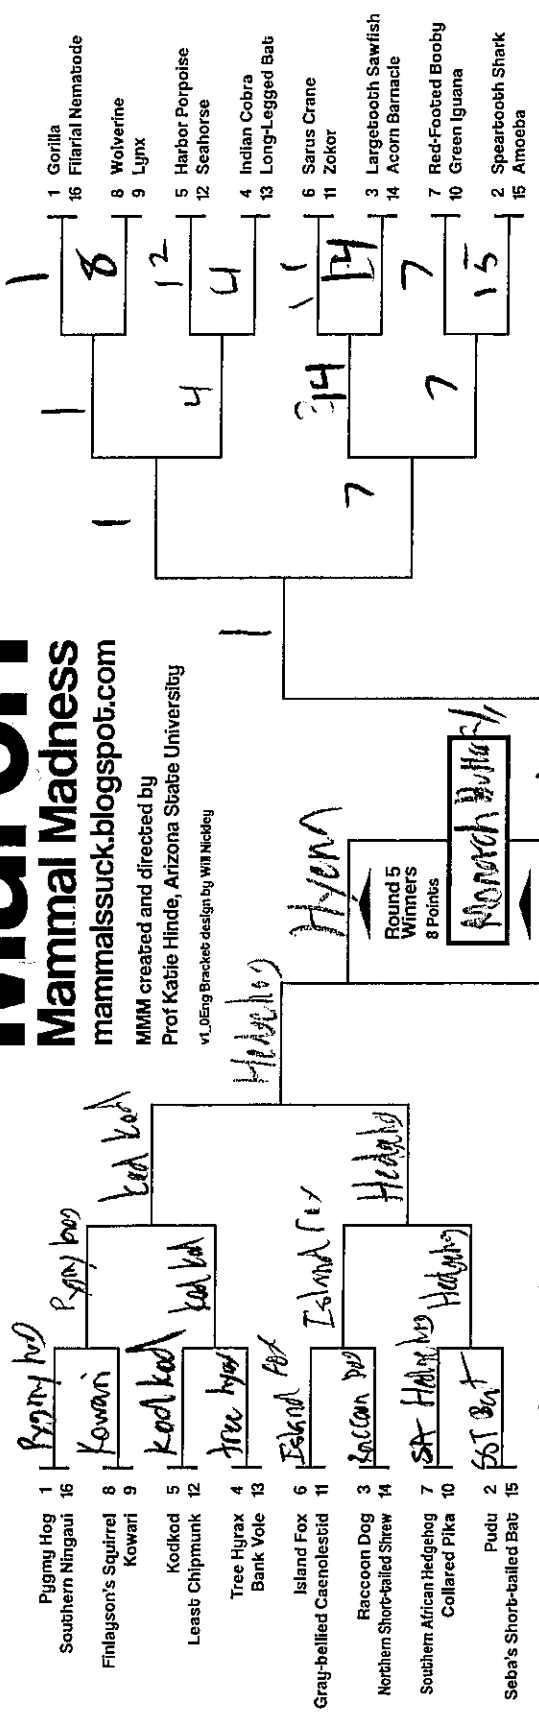 March
Mammal Madness
mammalssuck.blogspot.com
MMM created and directed by
Prof Katie Hinde, Arizona State University
v1_0Eng Bracket design by Will Nickley
Pygmy Hog 1
Southern Ningaui 16
Finlayson's Squirrel 8
Kowari 9
Kodkod 5
Least Chipmunk 12
Tree Hyrax 4
Bank Vole 13
Island Fox 6
Gray-bellied Caenolestid 11
Raccoon Dog 3
Northern Short-tailed Shrew 14
Southern African Hedgehog 7
Collared Pika 10
Pudu 2
Seba's Short-tailed Bat 15
Pygmy hog
Kowari
Kod kod
tree hyrax
Island fox
Raccoon dog
SA Hedgehog
SST Bat
Pygmy hog
kod kod
Island Fox
Hedgehog
kod kod
Hedgehog
Hedgehog
Hyena
Round 5
Winners
8 Points
Monarch Butterfly
1
1
7
1
4
14
7
1
8
12
4
11
14
7
15
1 Gorilla
16 Filarial Nematode
8 Wolverine
9 Lynx
5 Harbor Porpoise
12 Seahorse
4 Indian Cobra
13 Long-Legged Bat
6 Sarus Crane
11 Zokor
3 Largetooth Sawfish
14 Acorn Barnacle
7 Red-Footed Booby
10 Green Iguana
2 Speartooth Shark
15 Amoeba